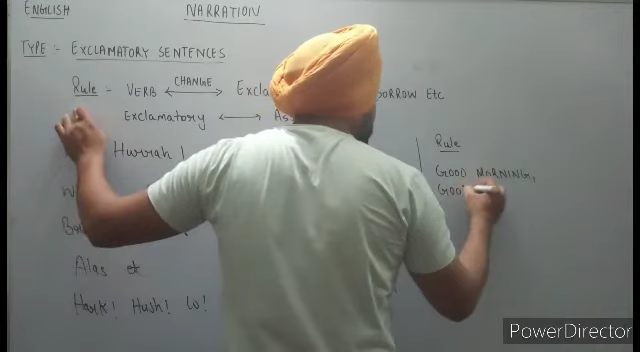 ENGLISH
NARRATION
TYPE :- EXCLAMATORY SENTENCES
Rule - VERB CHANGE
ETC
Exclamatory
Hurrah !
Rule
GOOD MORNING,
Alas etc
Hark! Hush! Lo!
PowerDirector